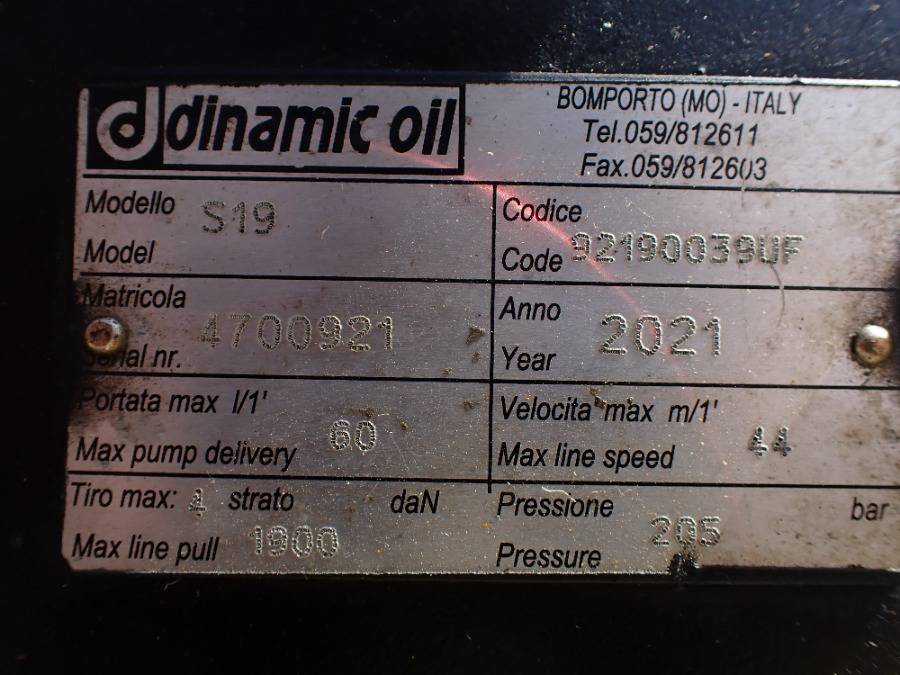 d dinamic oil
BOMPORTO (MO) - ITALY
Tel.059/812611
Fax.059/812603
Modello
Model S19
Codice
Code 92190039UF
Matricola
Serial nr. 4700921
Anno
Year 2021
Portata max l/1'
Max pump delivery 60
Velocita' max m/1'
Max line speed 44
Tiro max: 4 strato daN
Max line pull 1900
Pressione bar
Pressure 205